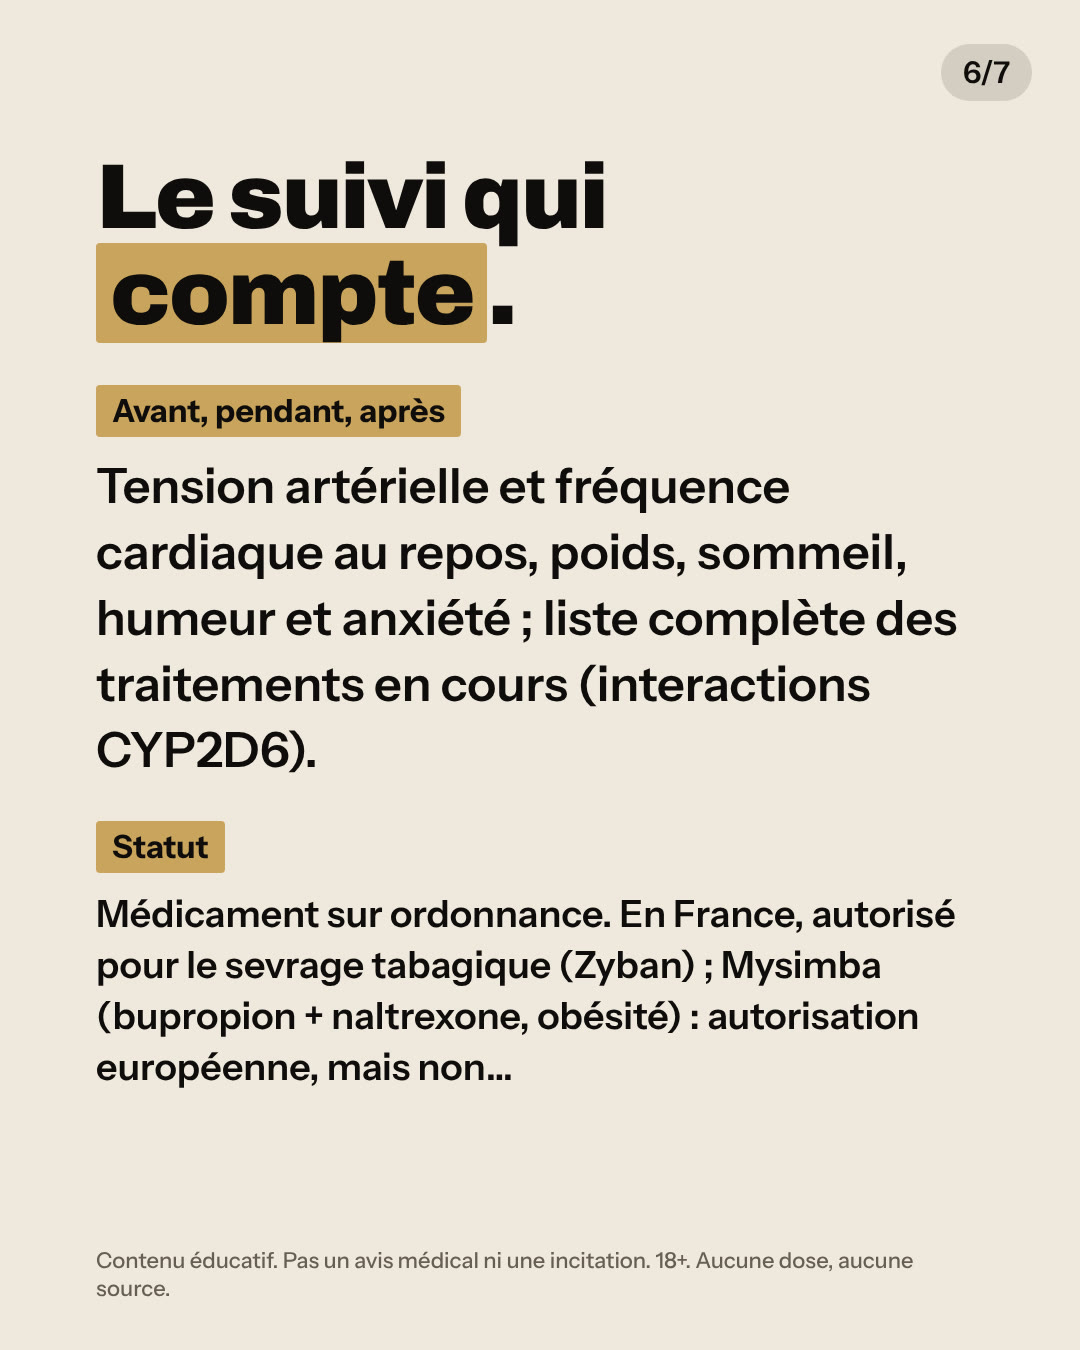 6/7
Le suivi qui
compte.
Avant, pendant, après
Tension artérielle et fréquence
cardiaque au repos, poids, sommeil,
humeur et anxiété ; liste complète des
traitements en cours (interactions
CYP2D6).
Statut
Médicament sur ordonnance. En France, autorisé
pour le sevrage tabagique (Zyban) ; Mysimba
(bupropion + naltrexone, obésité) : autorisation
européenne, mais non…
Contenu éducatif. Pas un avis médical ni une incitation. 18+. Aucune dose, aucune
source.